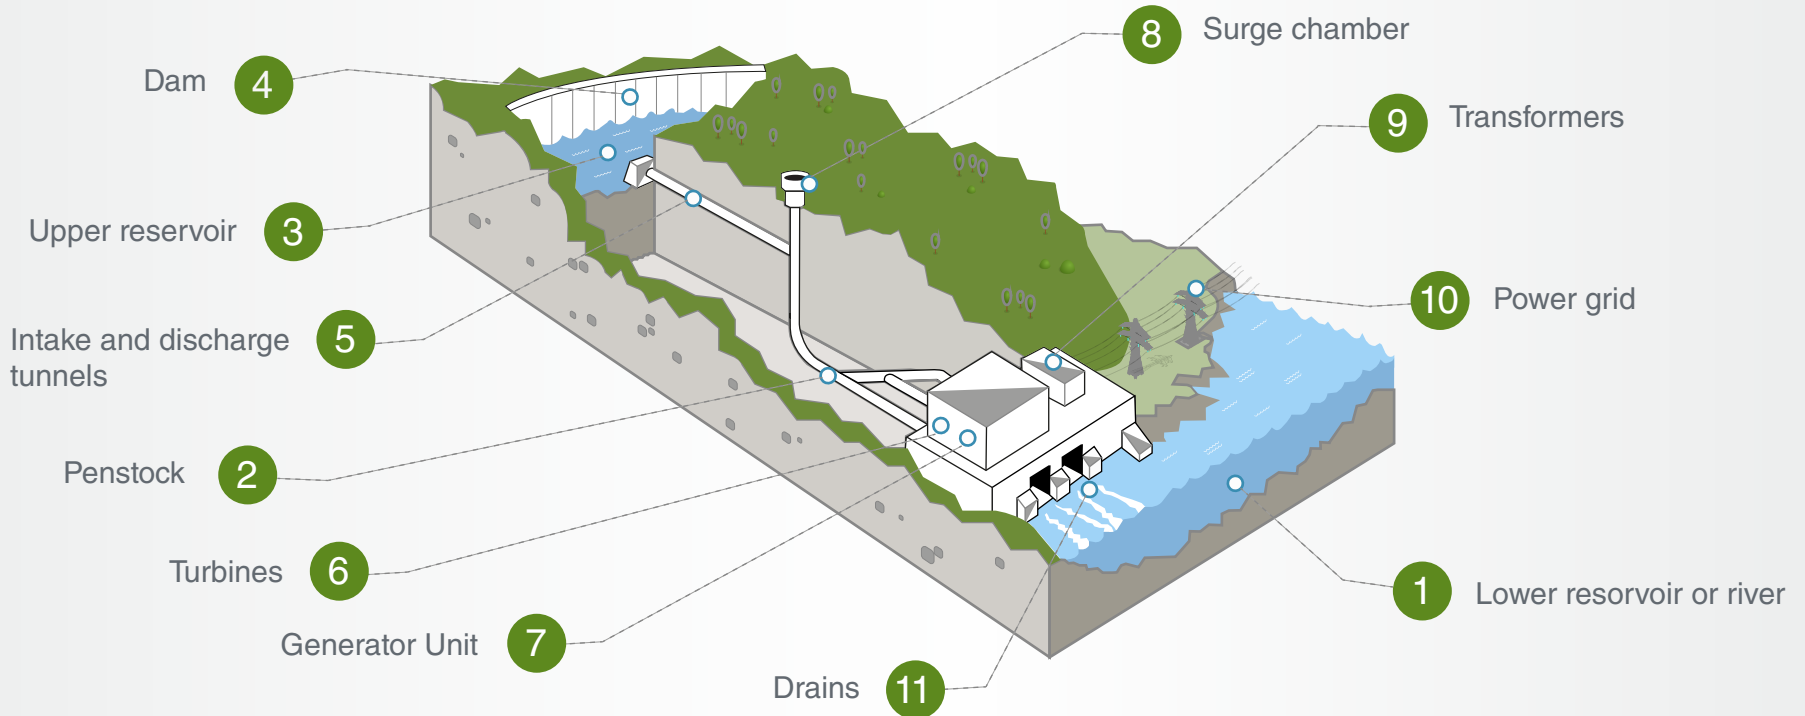 8 Surge chamber
Dam 4
9 Transformers
Upper reservoir 3
10 Power grid
Intake and discharge 5
tunnels
Penstock 2
Turbines 6
1 Lower resorvoir or river
Generator Unit 7
Drains 11